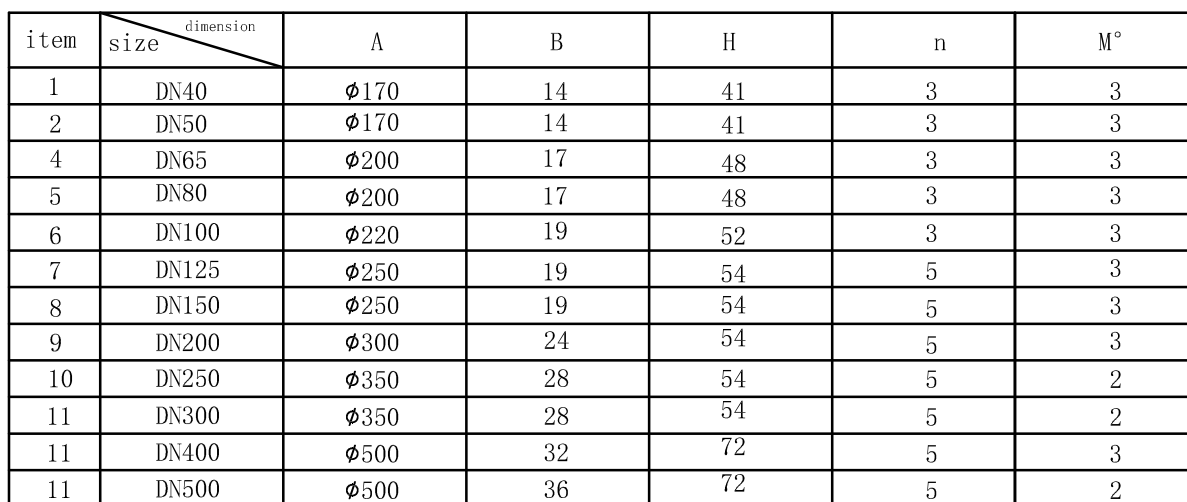 item size dimension A B H n M°
1 DN40 ϕ170 14 41 3 3
2 DN50 ϕ170 14 41 3 3
4 DN65 ϕ200 17 48 3 3
5 DN80 ϕ200 17 48 3 3
6 DN100 ϕ220 19 52 3 3
7 DN125 ϕ250 19 54 5 3
8 DN150 ϕ250 19 54 5 3
9 DN200 ϕ300 24 54 5 3
10 DN250 ϕ350 28 54 5 2
11 DN300 ϕ350 28 54 5 2
11 DN400 ϕ500 32 72 5 3
11 DN500 ϕ500 36 72 5 2